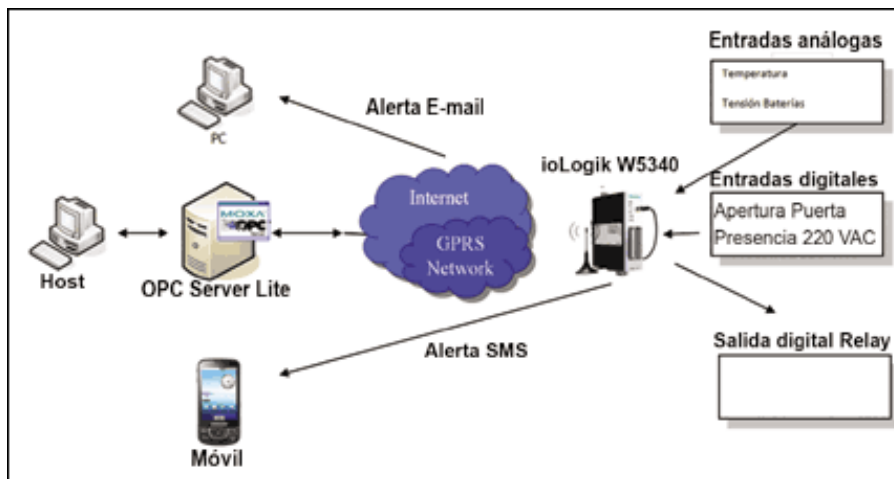 Entradas análogas
Temperatura
Tensión Baterías
PC
Alerta E-mail
ioLogik W5340
Entradas digitales
Apertura Puerta
Presencia 220 VAC
Internet
GPRS
Network
MOXA
OPC
Host
OPC Server Lite
Alerta SMS
Salida digital Relay
Móvil